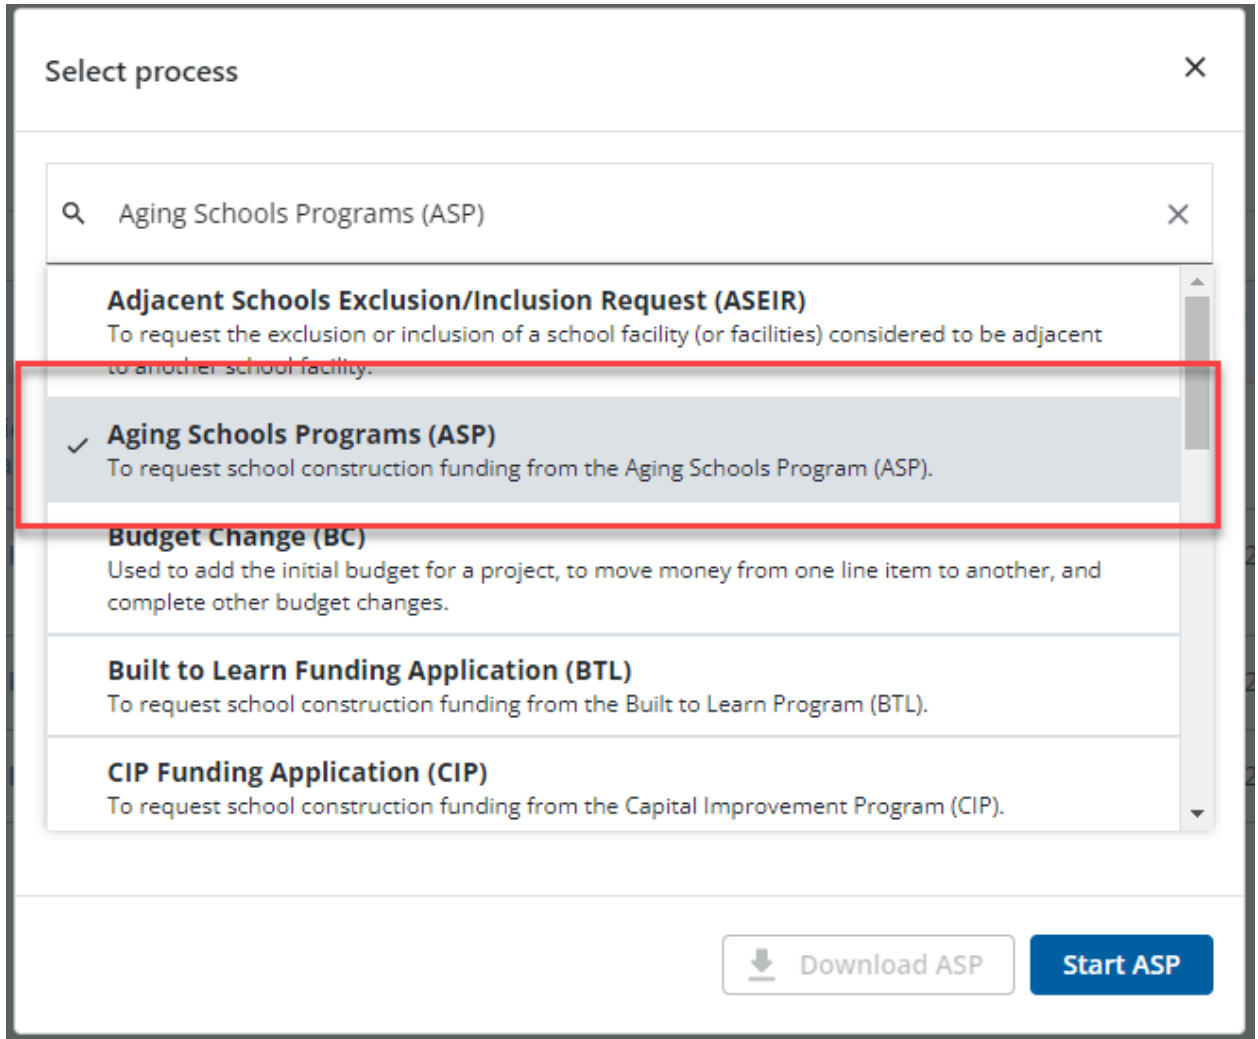 Select process
Aging Schools Programs (ASP)
Adjacent Schools Exclusion/Inclusion Request (ASEIR)
To request the exclusion or inclusion of a school facility (or facilities) considered to be adjacent
to another school facility.
Aging Schools Programs (ASP)
To request school construction funding from the Aging Schools Program (ASP).
Budget Change (BC)
Used to add the initial budget for a project, to move money from one line item to another, and
complete other budget changes.
Built to Learn Funding Application (BTL)
To request school construction funding from the Built to Learn Program (BTL).
CIP Funding Application (CIP)
To request school construction funding from the Capital Improvement Program (CIP).
Download ASP
Start ASP